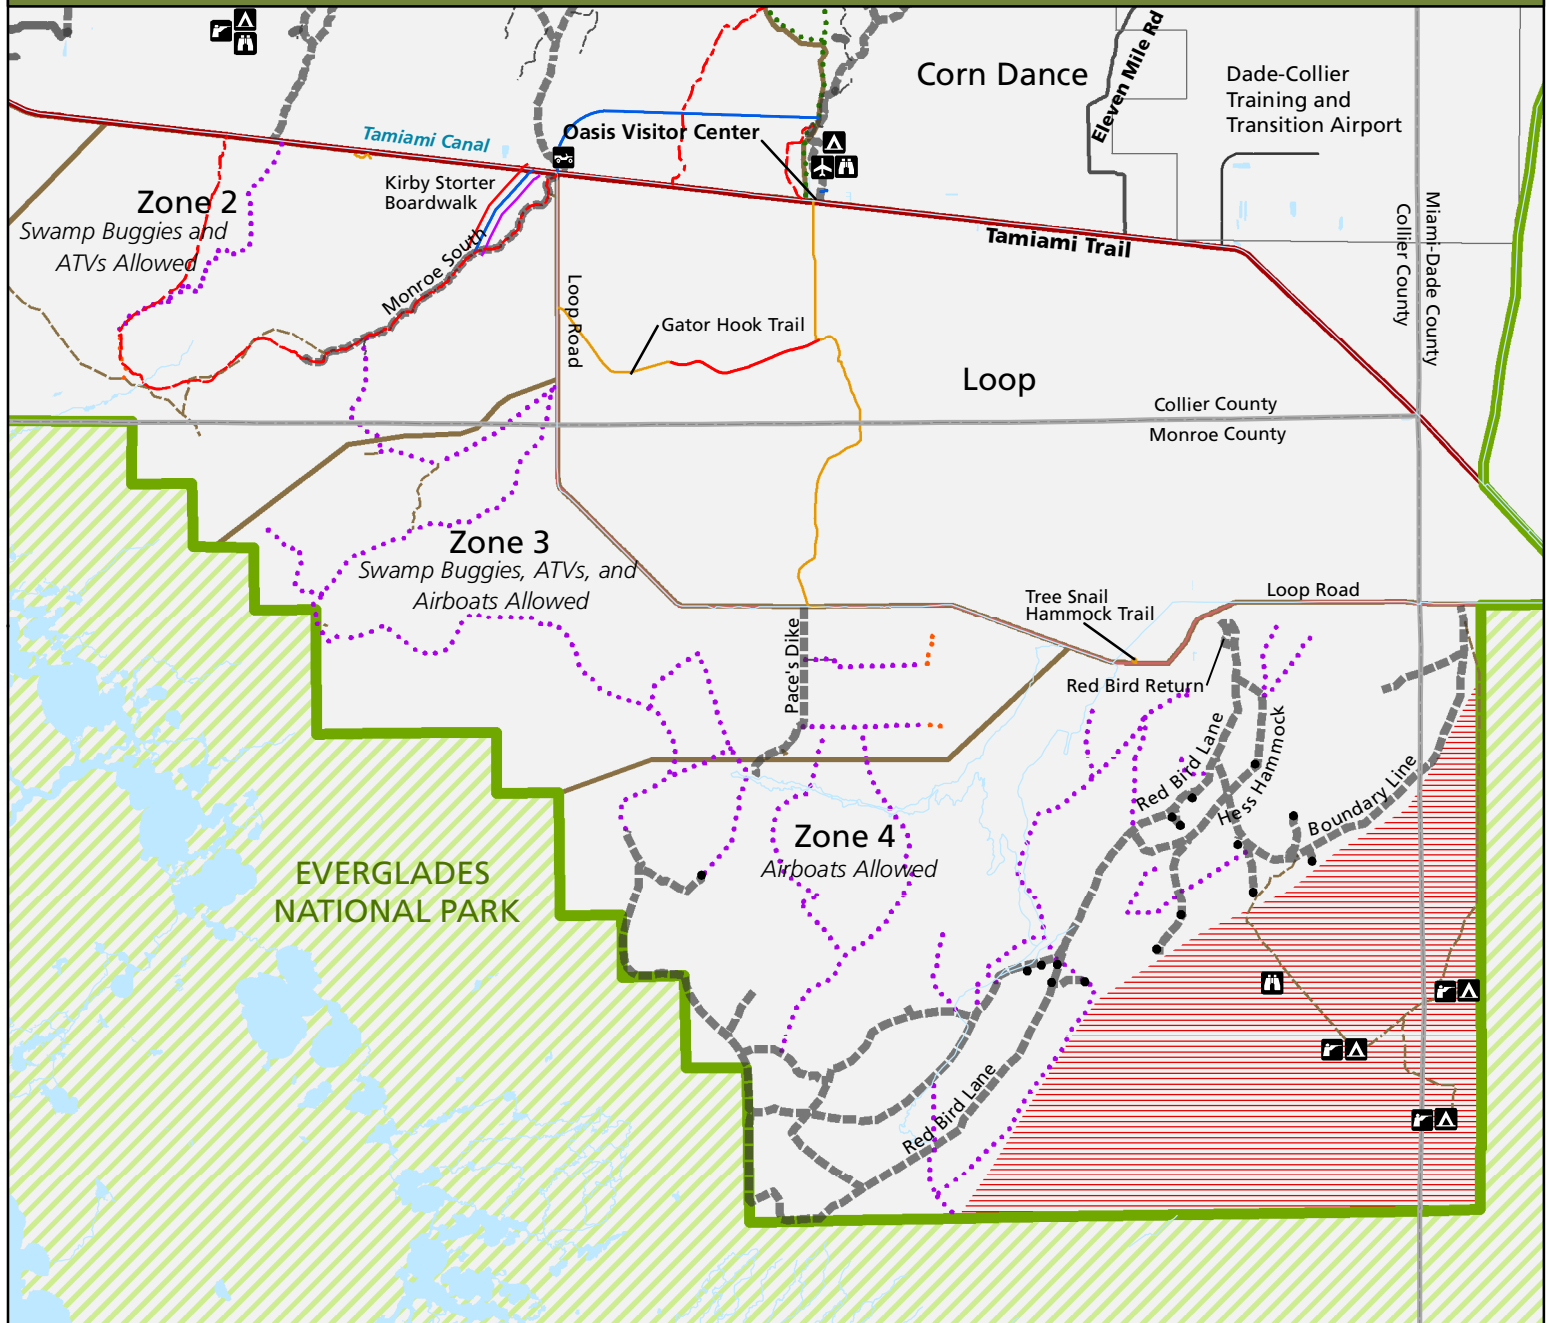 Corn Dance
Eleven Mile Rd
Dade-Collier
Training and
Transition Airport
Tamiami Canal
Oasis Visitor Center
Kirby Storter
Boardwalk
Zone 2
Swamp Buggies and
ATVs Allowed
Monroe South
Tamiami Trail
Collier County
Miami-Dade County
Loop Road
Gator Hook Trail
Loop
Collier County
Monroe County
Zone 3
Swamp Buggies, ATVs, and
Airboats Allowed
Tree Snail
Hammock Trail
Loop Road
Pace's Dike
Red Bird Return
Red Bird Lane
Hess Hammock
Boundary Line
Zone 4
Airboats Allowed
EVERGLADES
NATIONAL PARK
Red Bird Lane